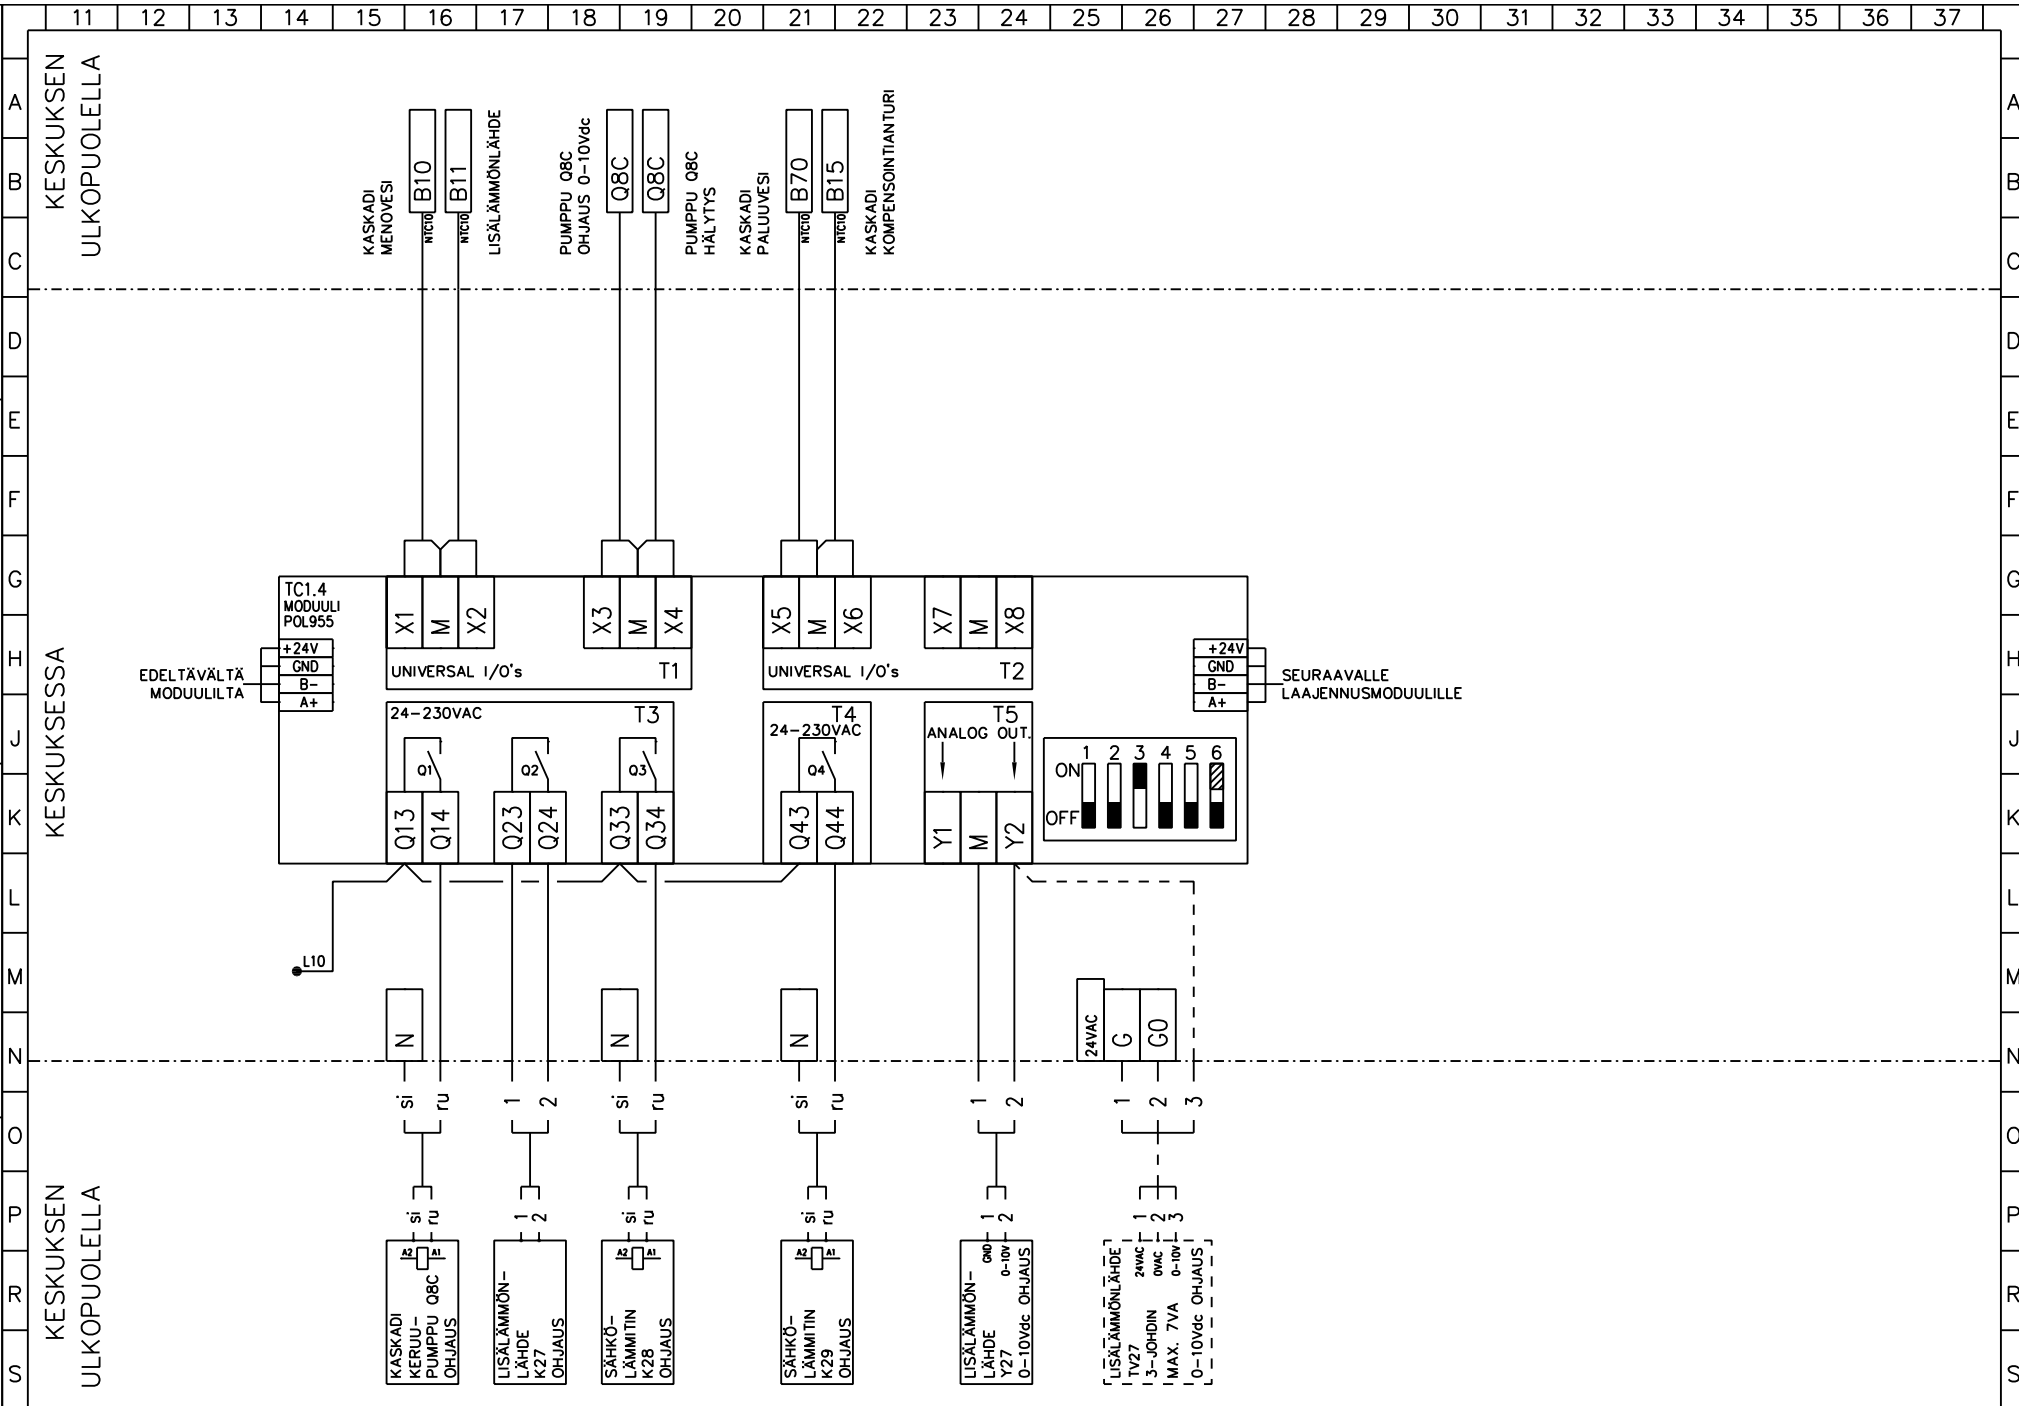 11 12 13 14 15 16 17 18 19 20 21 22 23 24 25 26 27 28 29 30 31 32 33 34 35 36 37
A
B
C
D
E
F
G
H
J
K
L
M
N
O
P
R
S
KESKUKSEN
ULKOPUOLELLA
KASKADI
MENOVESI
B10
NTC10
B11
NTC10
LISÄLÄMMÖNLÄHDE
PUMPPU Q8C
OHJAUS 0-10Vdc
Q8C
Q8C
PUMPPU Q8C
HÄLYTYS
KASKADI
PALUUVESI
B70
NTC10
B15
NTC10
KASKADI
KOMPENSOINTIANTURI
KESKUKSESSA
TC1.4
MODUULI
POL955
X1 M X2
X3 M X4
UNIVERSAL I/O's T1
X5 M X6
X7 M X8
UNIVERSAL I/O's T2
EDELTÄVÄLTÄ
MODUULILTA
+24V
GND
B-
A+
+24V
GND
B-
A+
SEURAAVALLE
LAAJENNUSMODUULILLE
24-230VAC T3
Q1
Q2
Q3
Q13 Q14
Q23 Q24
Q33 Q34
T4
24-230VAC
Q4
Q43 Q44
T5
ANALOG OUT.
Y1 M Y2
1 2 3 4 5 6
ON
OFF
L10
N
N
N
24VAC
G
G0
si ru
1 2
si ru
si ru
1 2
1 2 3
KESKUKSEN
ULKOPUOLELLA
si ru
A2 A1
KASKADI
KERUU-
PUMPPU Q8C
OHJAUS
1 2
LISÄLÄMMÖN-
LÄHDE
K27
OHJAUS
si ru
A2 A1
SÄHKÖ-
LÄMMITIN
K28
OHJAUS
si ru
A2 A1
SÄHKÖ-
LÄMMITIN
K29
OHJAUS
1 2
GND
0-10V
LISÄLÄMMÖN-
LÄHDE
Y27
0-10Vdc OHJAUS
1 2 3
24VAC
0VAC
0-10V
LISÄLÄMMÖNLÄHDE
TV27
3-JOHDIN
MAX. 7VA
0-10Vdc OHJAUS
A
B
C
D
E
F
G
H
J
K
L
M
N
O
P
R
S